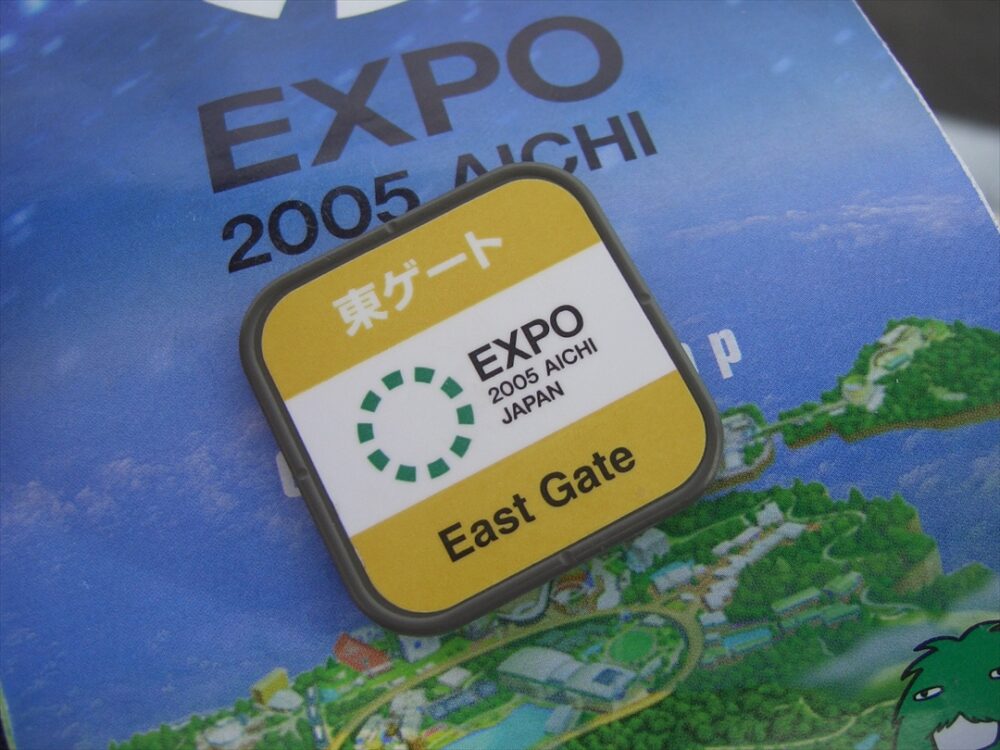 EXPO
2005 AICHI
東ゲート
EXPO
2005 AICHI
JAPAN
East Gate